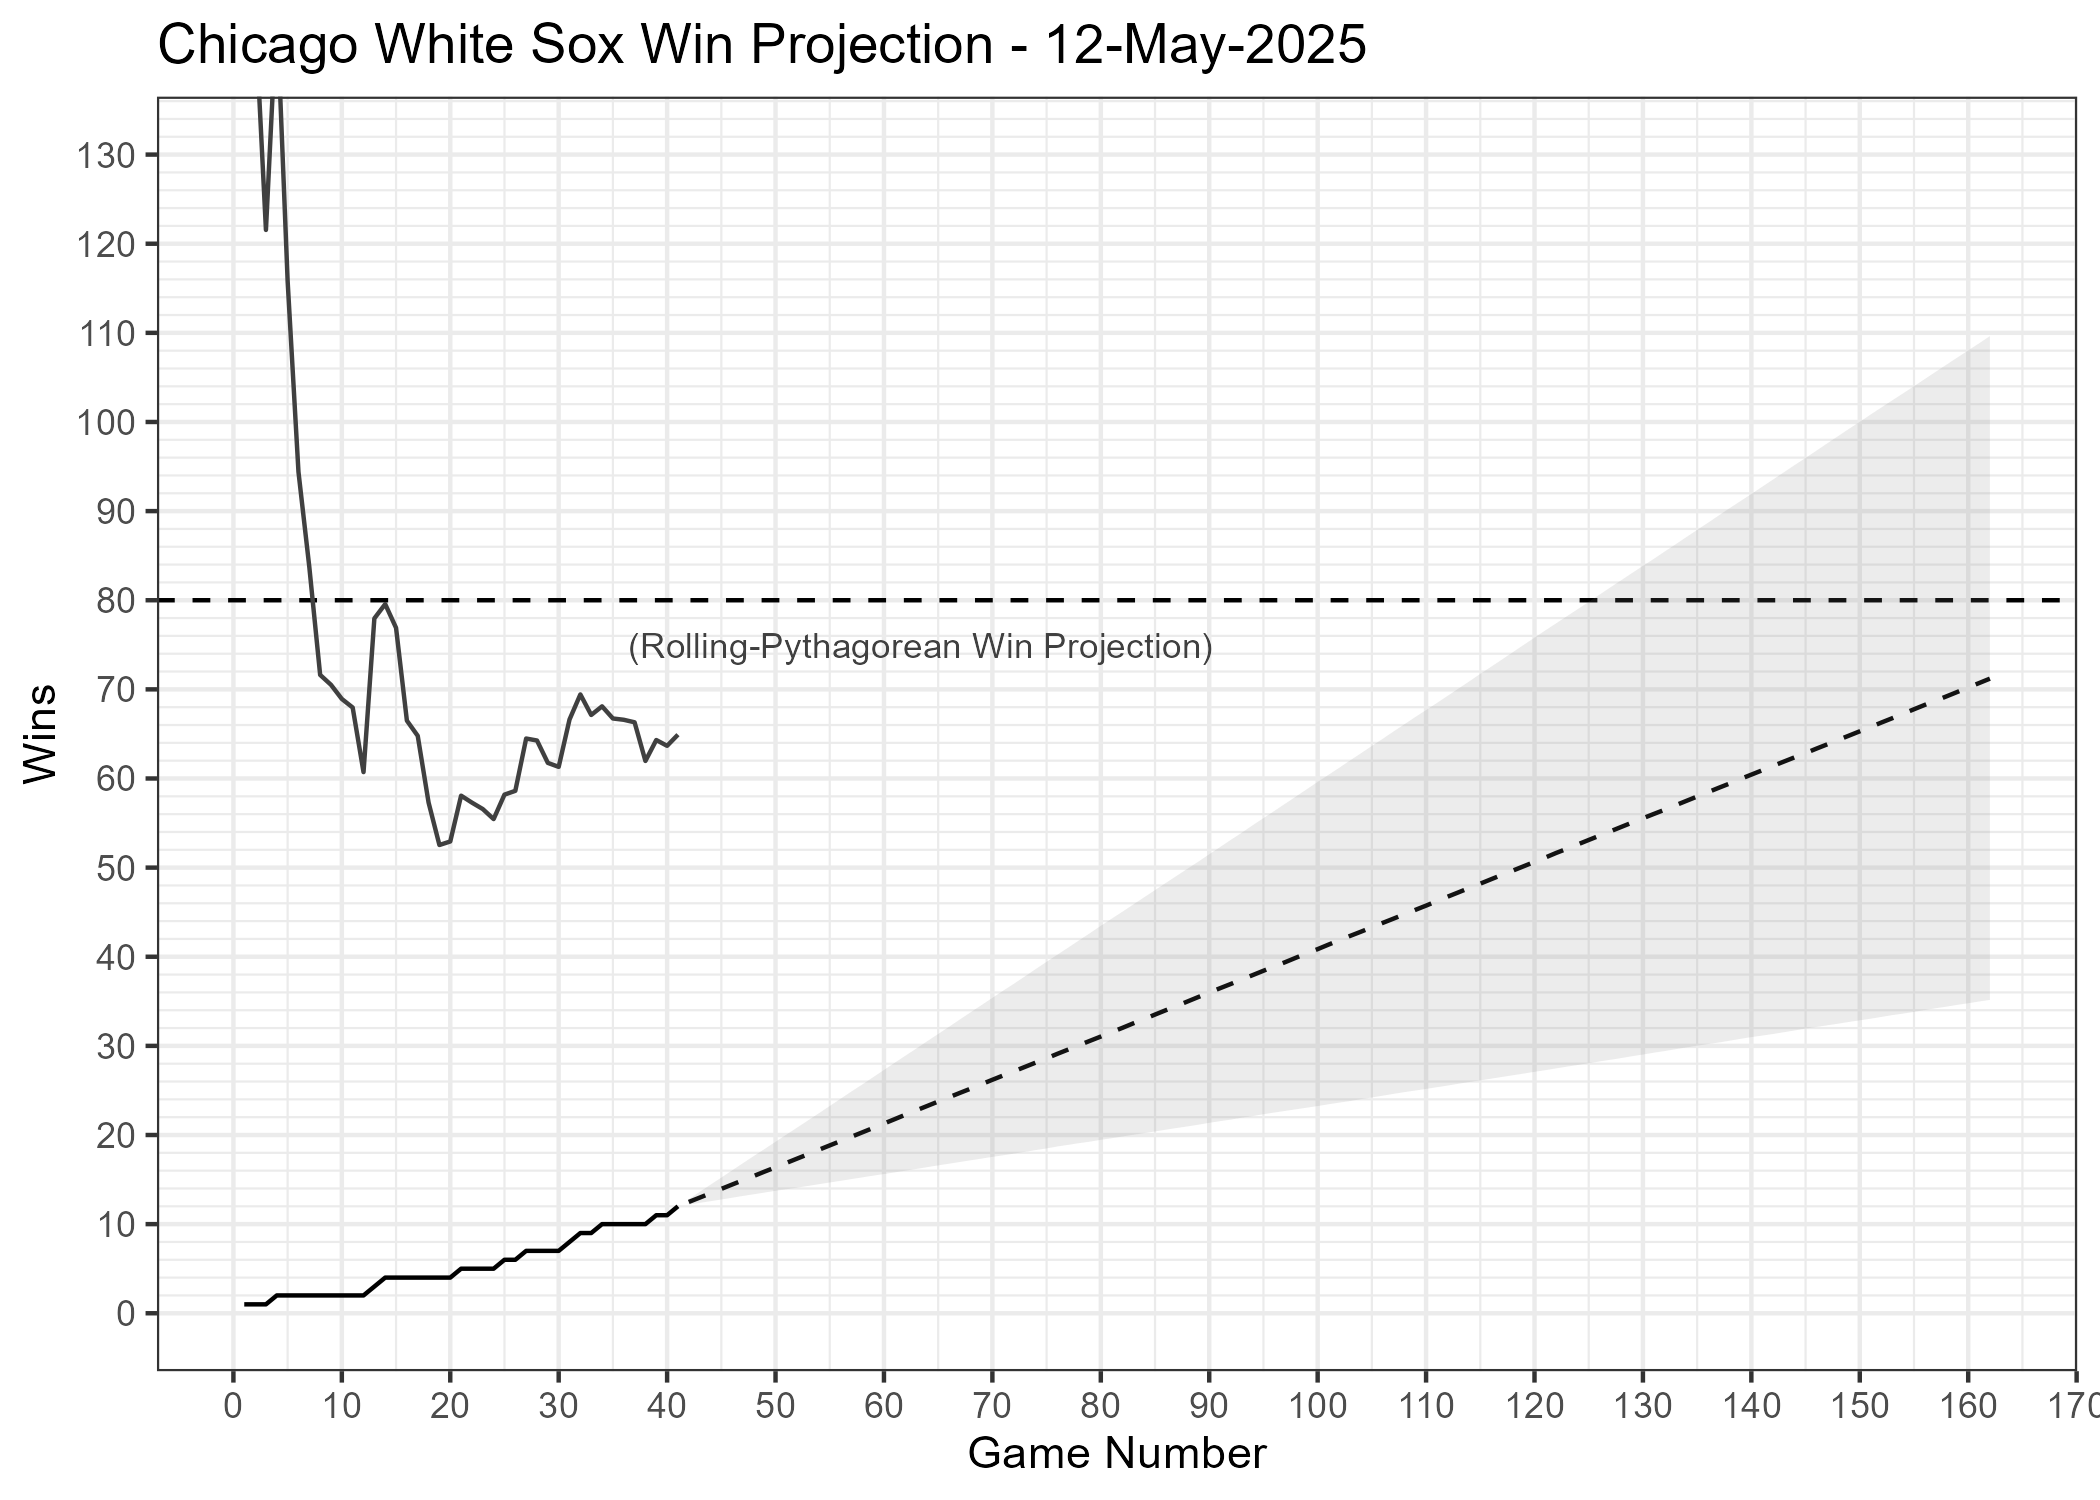 Chicago White Sox Win Projection - 12-May-2025
130
120
110
100
90
80
(Rolling-Pythagorean Win Projection)
70
60
50
40
30
20
10
0
Wins
0 10 20 30 40 50 60 70 80 90 100 110 120 130 140 150 160 170
Game Number